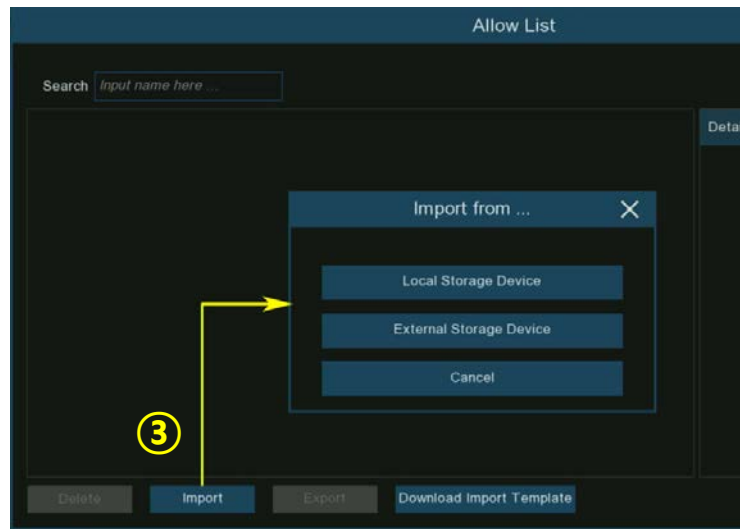 Allow List
Search Input name here ...
Deta
Import from ...
Local Storage Device
External Storage Device
Cancel
③
Delete Import Export Download Import Template